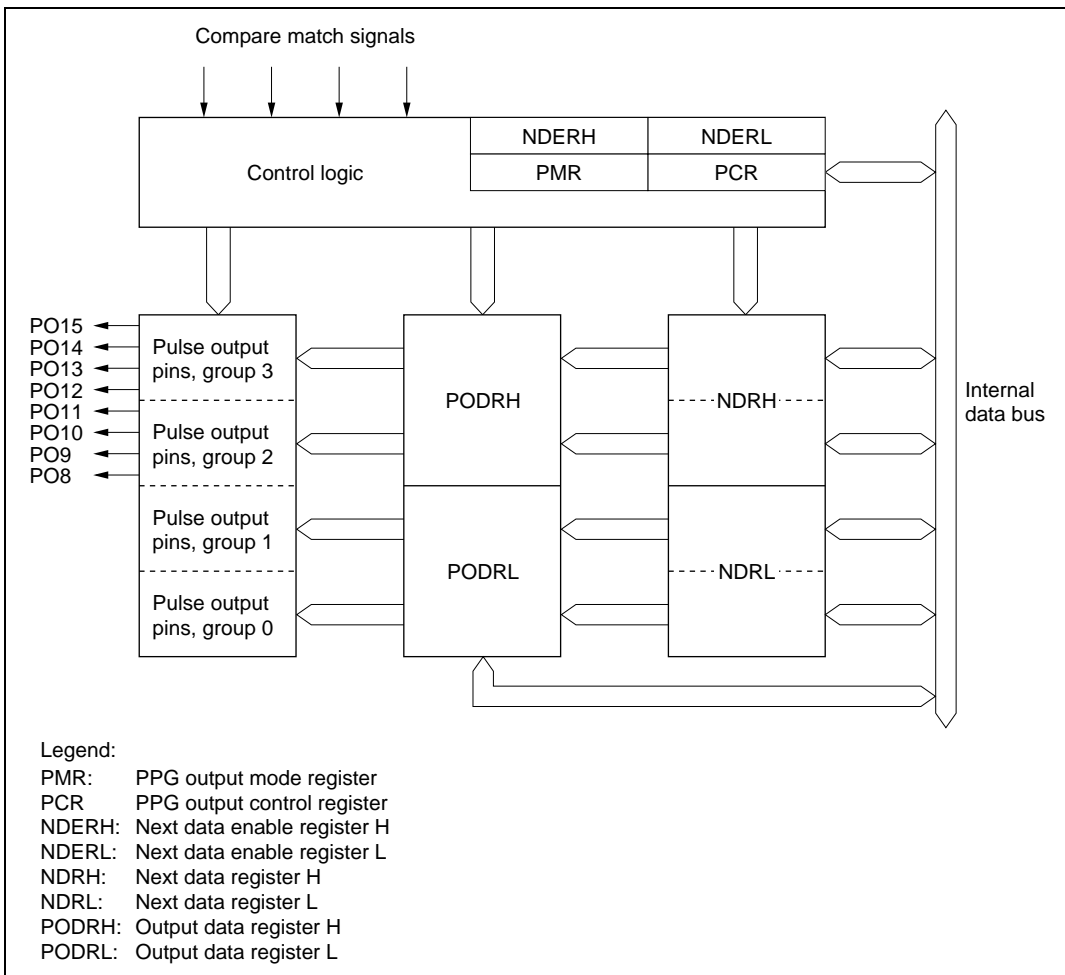 Compare match signals
Control logic
NDERH NDERL
PMR PCR
PO15
PO14
PO13
PO12
PO11
PO10
PO9
PO8
Pulse output
pins, group 3
Pulse output
pins, group 2
Pulse output
pins, group 1
Pulse output
pins, group 0
PODRH
PODRL
NDRH
NDRL
Internal
data bus
Legend:
PMR: PPG output mode register
PCR PPG output control register
NDERH: Next data enable register H
NDERL: Next data enable register L
NDRH: Next data register H
NDRL: Next data register L
PODRH: Output data register H
PODRL: Output data register L